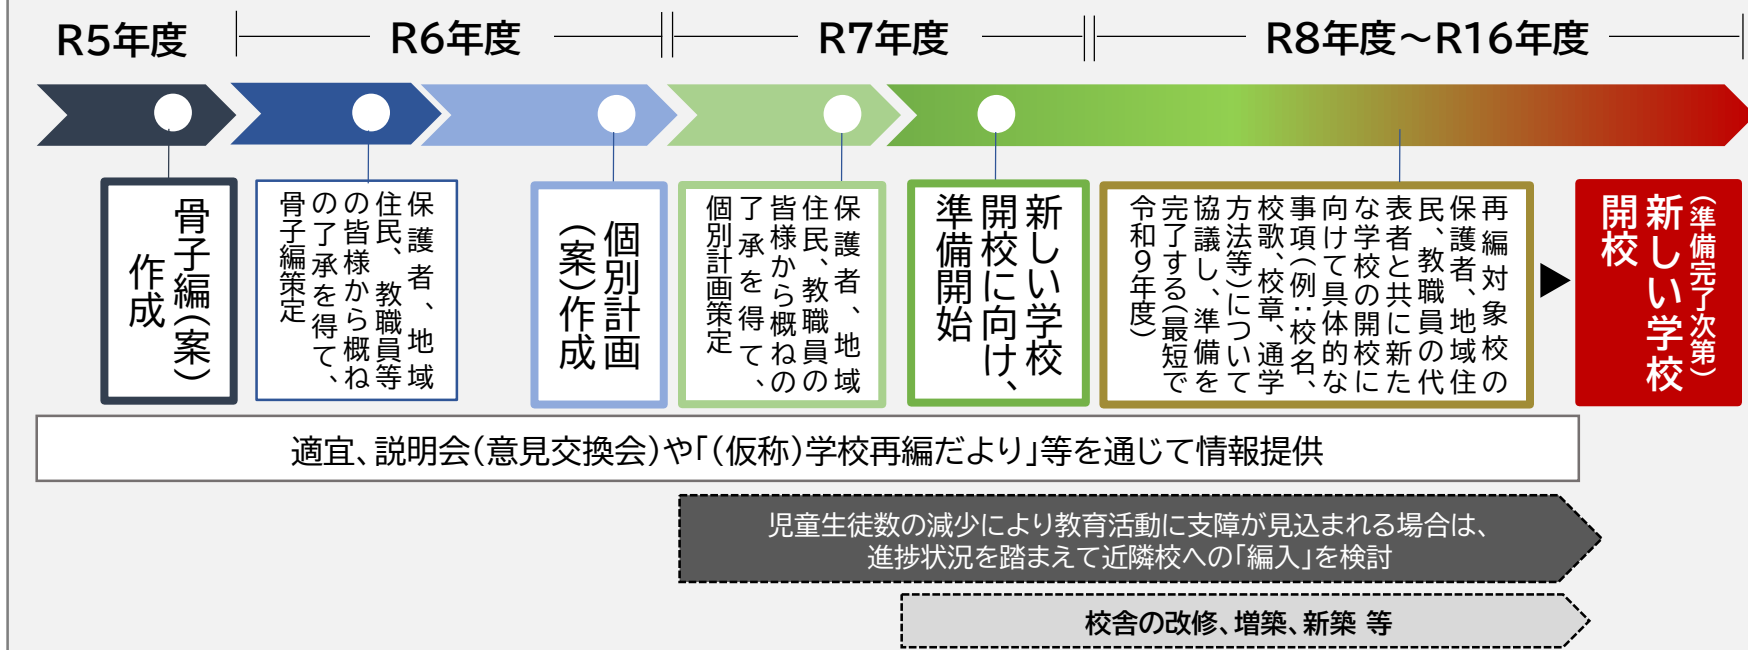 R5年度
R6年度
R7年度
R8年度～R16年度
骨子編（案）
作成
保護者、地域
住民、教職員等
の皆様から概ね
の了承を得て、
骨子編策定
個別計画
（案）作成
保護者、地域
住民、教職員の
皆様から概ねの
了承を得て、
個別計画策定
新しい学校
開校に向け、
準備開始
再編対象校の
保護者、地域住
民、教職員の代
表者と共に新た
な学校の開校に
向けて具体的な
事項（例：校名、
校歌、校章、通学
方法等）について
協議し、準備を
完了する（最短で
令和９年度）
（準備完了次第）
新しい学校
開校
適宜、説明会（意見交換会）や「（仮称）学校再編だより」等を通じて情報提供
児童生徒数の減少により教育活動に支障が見込まれる場合は、
進捗状況を踏まえて近隣校への「編入」を検討
校舎の改修、増築、新築 等